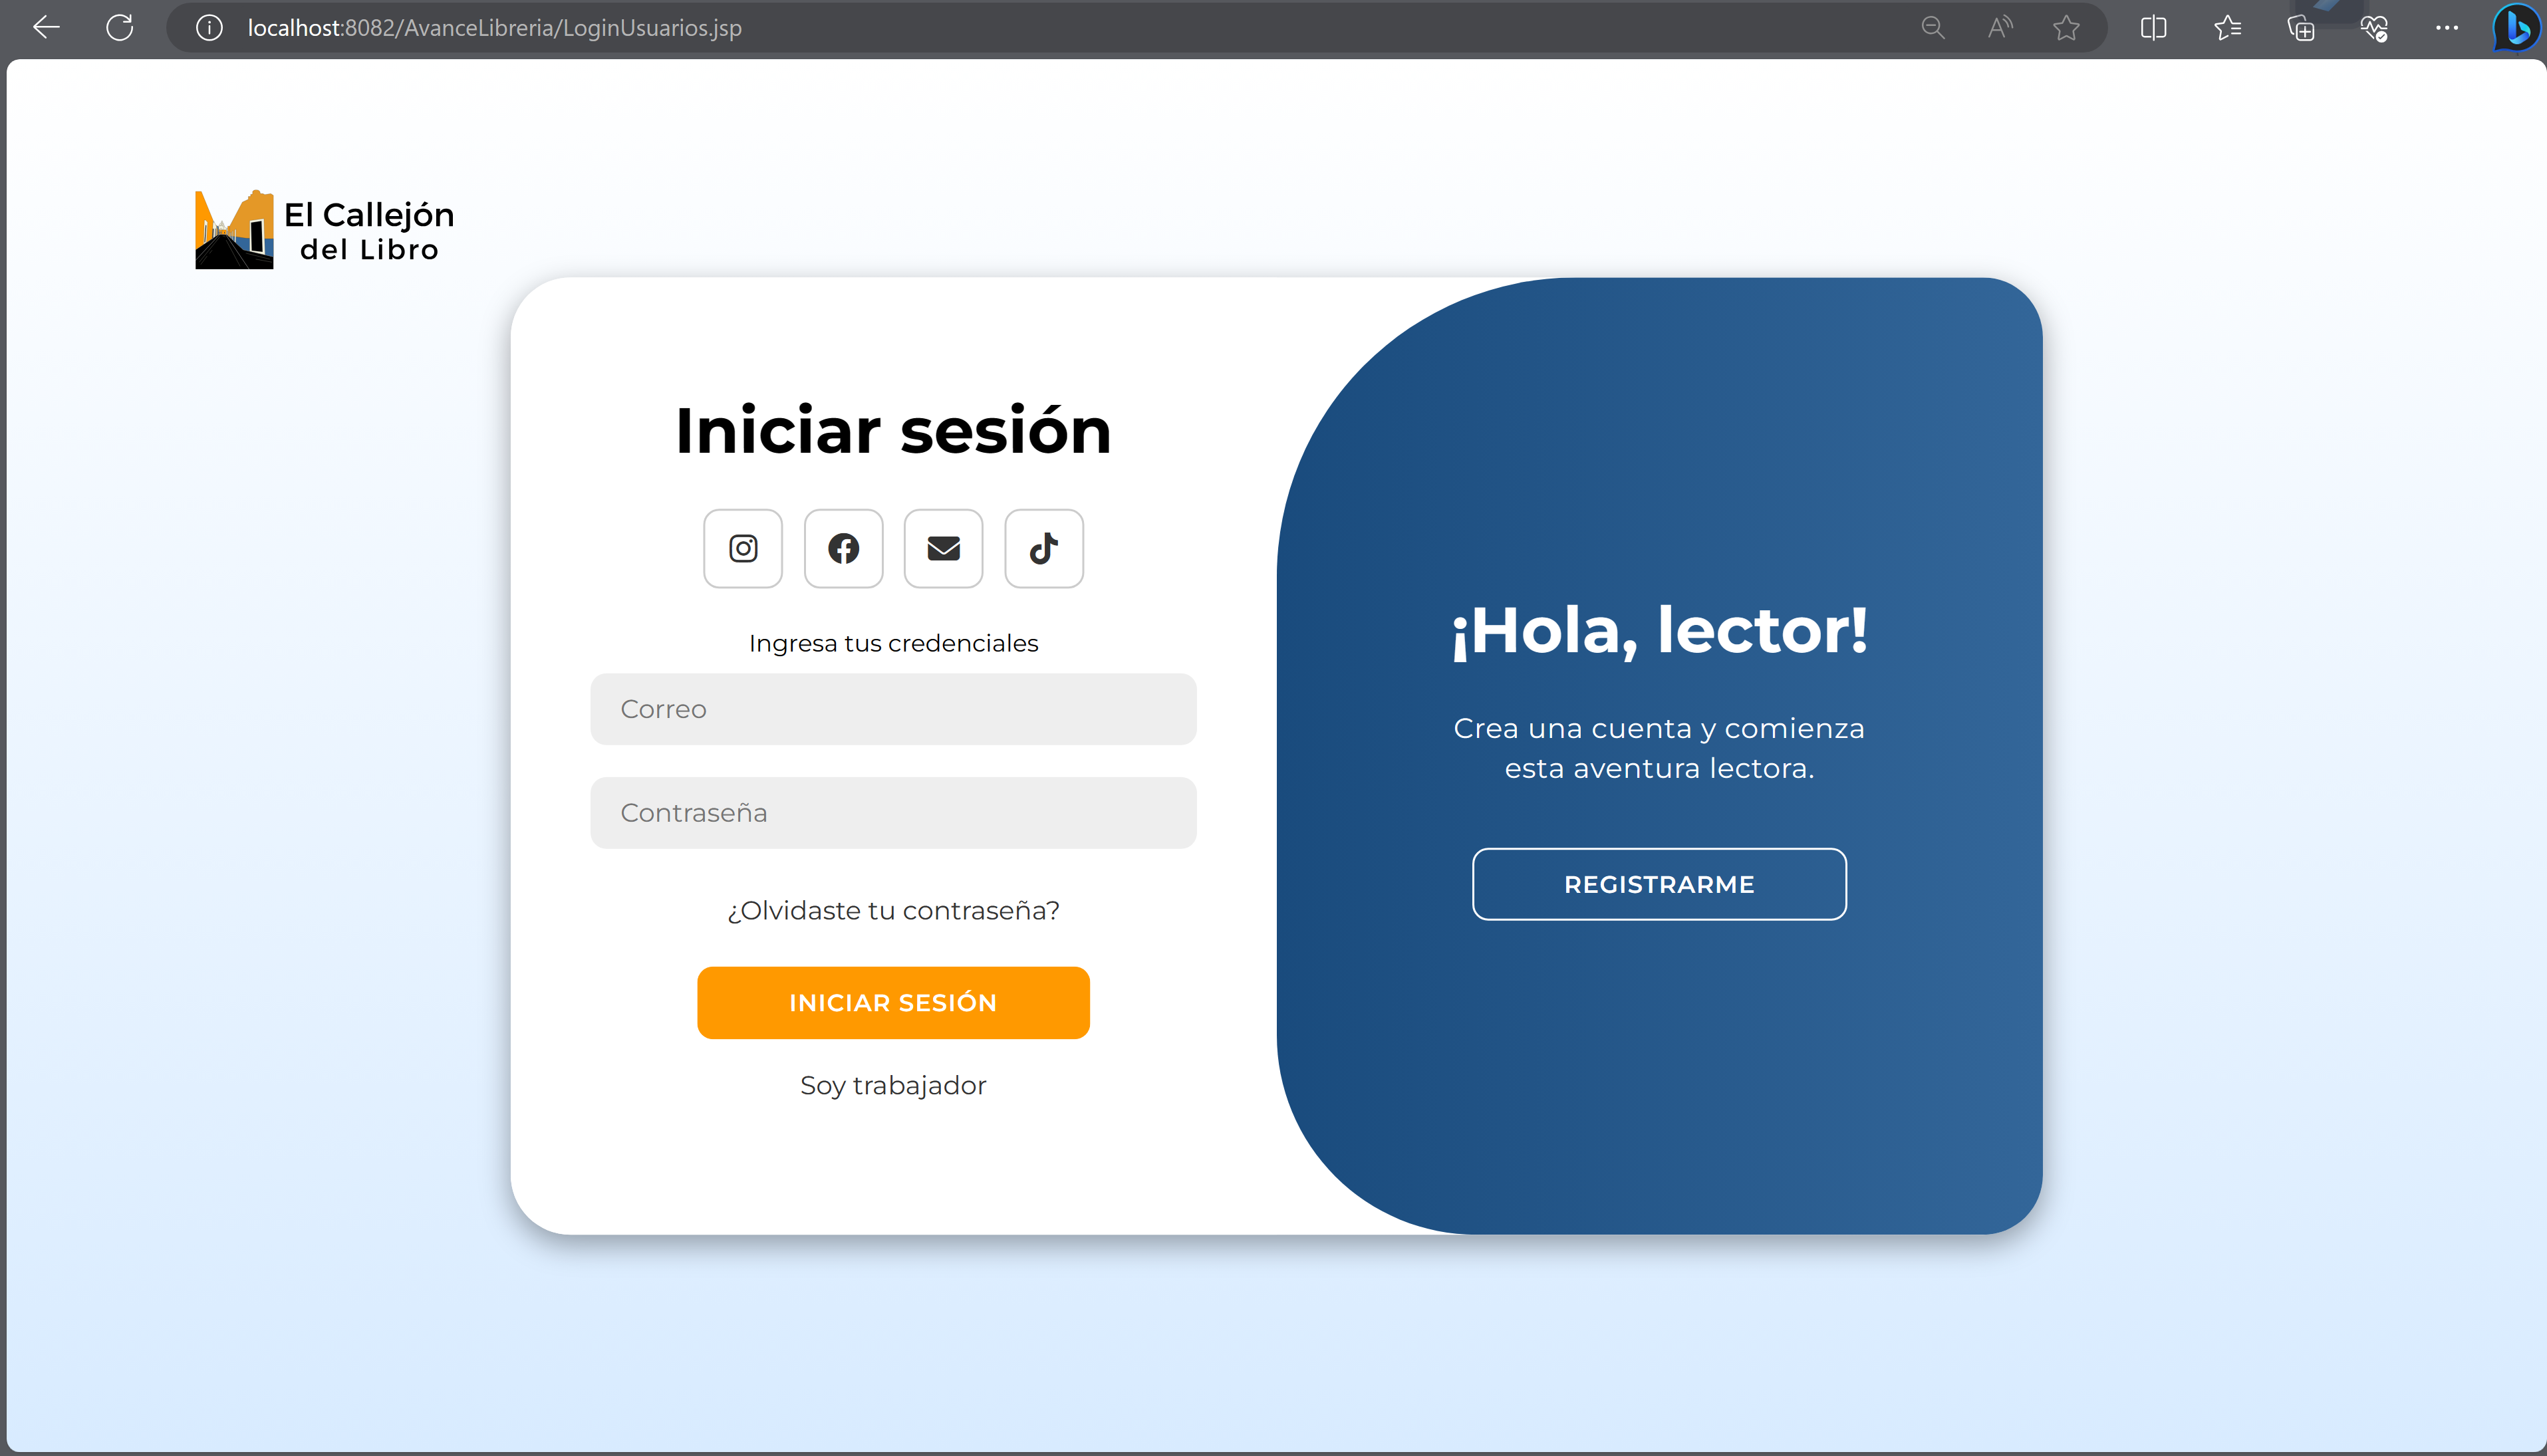 localhost:8082/AvanceLibreria/LoginUsuarios.jsp
El Callejón
del Libro
Iniciar sesión
Ingresa tus credenciales
Correo
Contraseña
¿Olvidaste tu contraseña?
INICIAR SESIÓN
Soy trabajador
¡Hola, lector!
Crea una cuenta y comienza
esta aventura lectora.
REGISTRARME